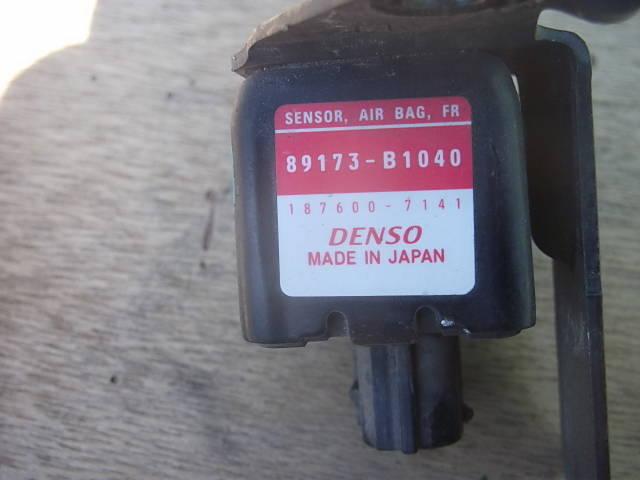 SENSOR, AIR BAG, FR
89173-B1040
187600-7141
DENSO
MADE IN JAPAN